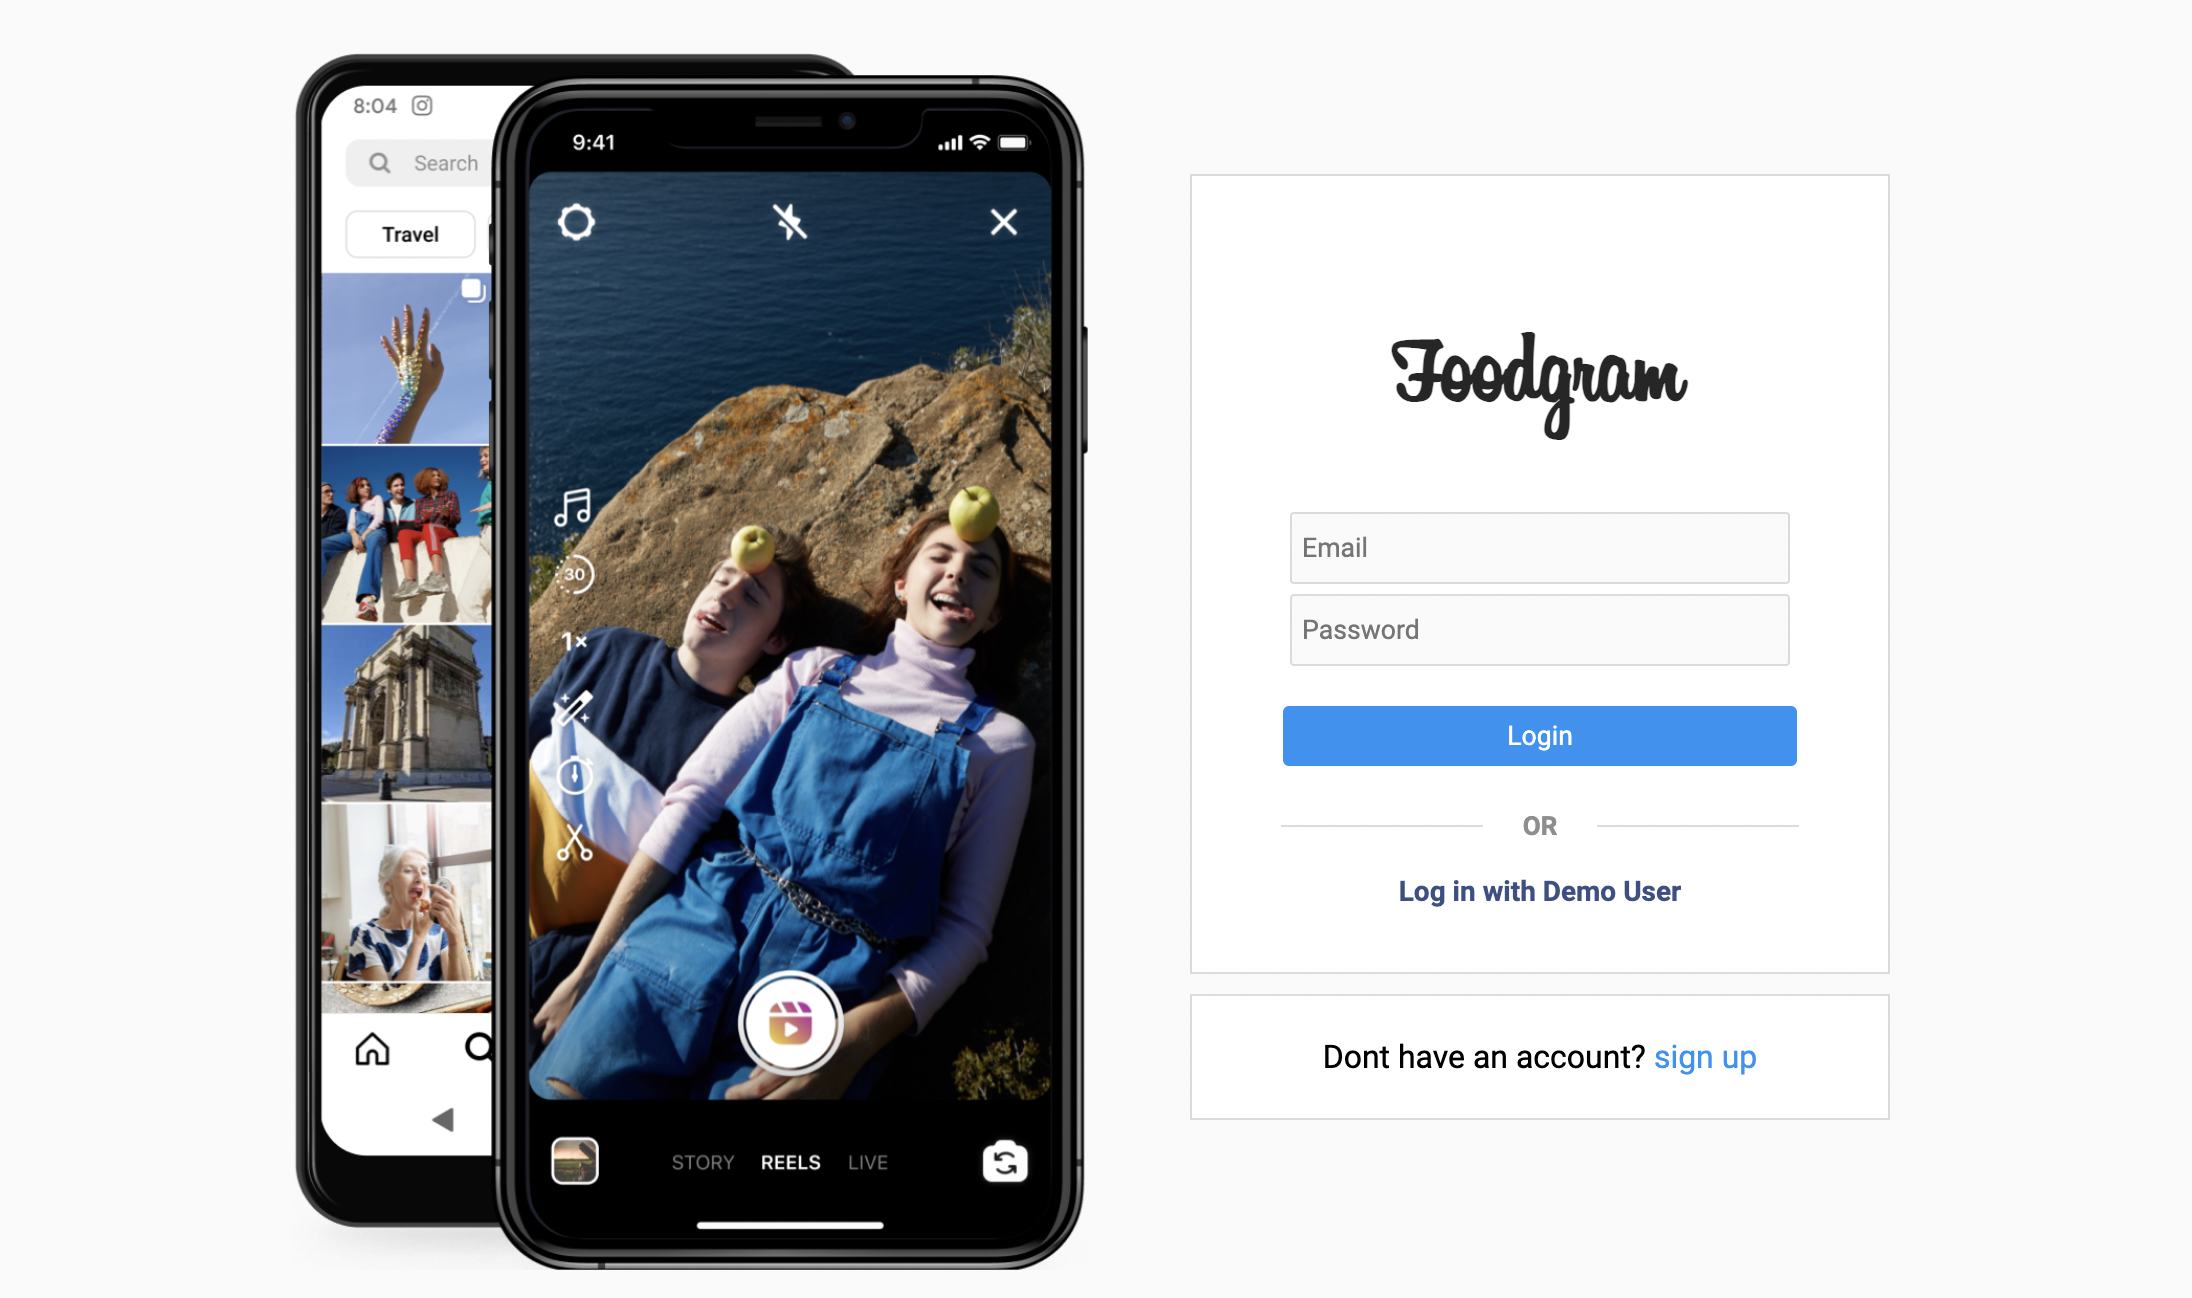 8:04
Search
Travel
9:41
30
1×
STORY REELS LIVE
Foodgram
Email
Password
Login
OR
Log in with Demo User
Dont have an account? sign up